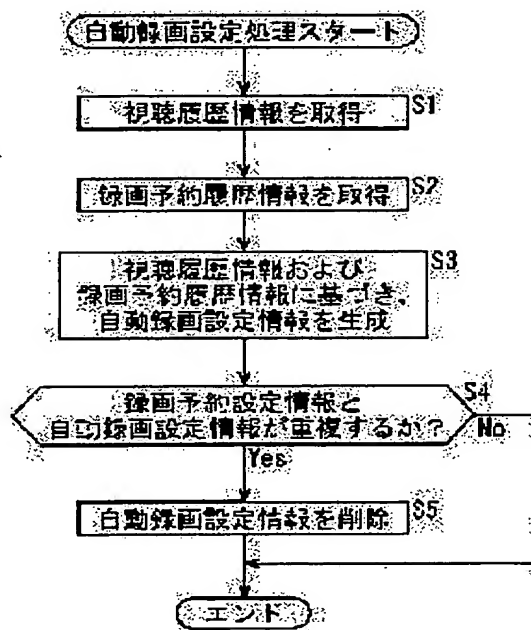 自動録画設定処理スタート
視聴履歴情報を取得
S1
録画予約履歴情報を取得
S2
視聴履歴情報および
録画予約履歴情報に基づき、
自動録画設定情報を生成
S3
録画予約設定情報と
自動録画設定情報が重複するか?
S4
No
Yes
自動録画設定情報を削除
S5
エンド